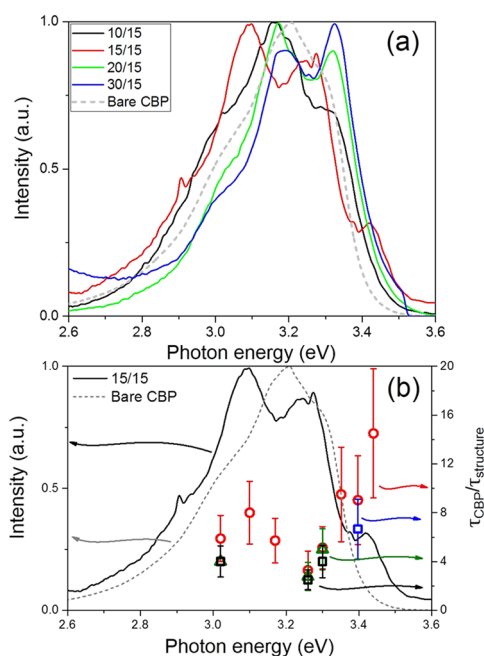 (a)
10/15
15/15
20/15
30/15
Bare CBP
1.0
0.5
0.0
Intensity (a.u.)
2.6 2.8 3.0 3.2 3.4 3.6
Photon energy (eV)
(b)
15/15
Bare CBP
1.0
0.5
0.0
Intensity (a.u.)
20
16
12
8
4
0
τCBP/τstructure
2.6 2.8 3.0 3.2 3.4 3.6
Photon energy (eV)